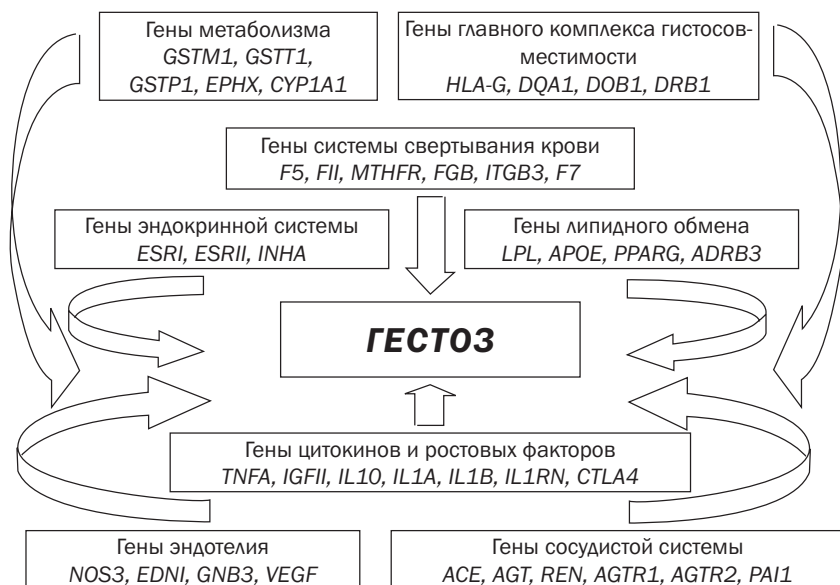 Гены метаболизма
GSTM1, GSTT1,
GSTP1, EPHX, CYP1A1
Гены главного комплекса гистосов-
местимости
HLA-G, DQA1, DOB1, DRB1
Гены системы свертывания крови
F5, FII, MTHFR, FGB, ITGB3, F7
Гены эндокринной системы
ESRI, ESRII, INHA
Гены липидного обмена
LPL, APOE, PPARG, ADRB3
ГЕСТОЗ
Гены цитокинов и ростовых факторов
TNFA, IGFII, IL10, IL1A, IL1B, IL1RN, CTLA4
Гены эндотелия
NOS3, EDNI, GNB3, VEGF
Гены сосудистой системы
ACE, AGT, REN, AGTR1, AGTR2, PAI1